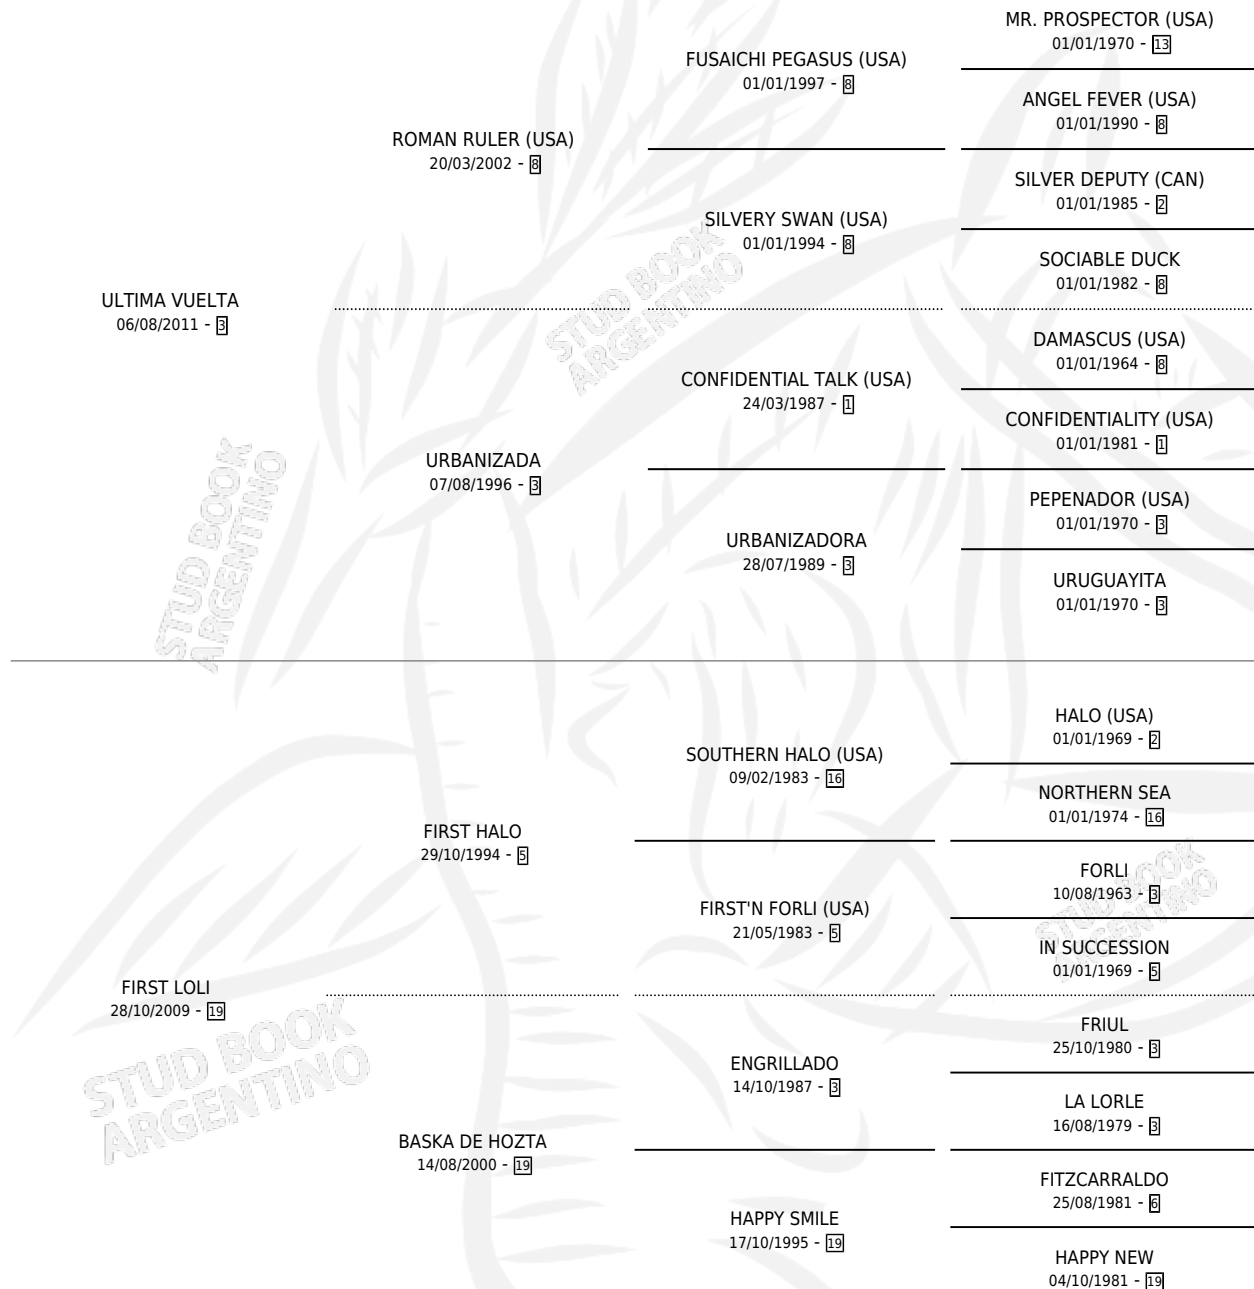 MR. PROSPECTOR (USA)
01/01/1970 - 13
FUSAICHI PEGASUS (USA)
01/01/1997 - 8
ANGEL FEVER (USA)
01/01/1990 - 8
ROMAN RULER (USA)
20/03/2002 - 8
SILVER DEPUTY (CAN)
01/01/1985 - 2
SILVERY SWAN (USA)
01/01/1994 - 8
SOCIABLE DUCK
01/01/1982 - 8
ULTIMA VUELTA
06/08/2011 - 3
STUD BOOK
ARGENTINO
DAMASCUS (USA)
01/01/1964 - 8
CONFIDENTIAL TALK (USA)
24/03/1987 - 1
CONFIDENTIALITY (USA)
01/01/1981 - 1
URBANIZADA
07/08/1996 - 3
PEPENADOR (USA)
01/01/1970 - 3
URBANIZADORA
28/07/1989 - 3
URUGUAYITA
01/01/1970 - 3
STUD BOOK
ARGENTINO
HALO (USA)
01/01/1969 - 2
SOUTHERN HALO (USA)
09/02/1983 - 16
NORTHERN SEA
01/01/1974 - 16
FIRST HALO
29/10/1994 - 5
FORLI
10/08/1963 - 3
FIRST'N FORLI (USA)
21/05/1983 - 5
IN SUCCESSION
01/01/1969 - 5
STUD BOOK
ARGENTINO
FIRST LOLI
28/10/2009 - 19
FRIUL
25/10/1980 - 3
ENGRILLADO
14/10/1987 - 3
LA LORLE
16/08/1979 - 3
STUD BOOK
ARGENTINO
BASKA DE HOZTA
14/08/2000 - 19
FITZCARRALDO
25/08/1981 - 6
HAPPY SMILE
17/10/1995 - 19
HAPPY NEW
04/10/1981 - 19